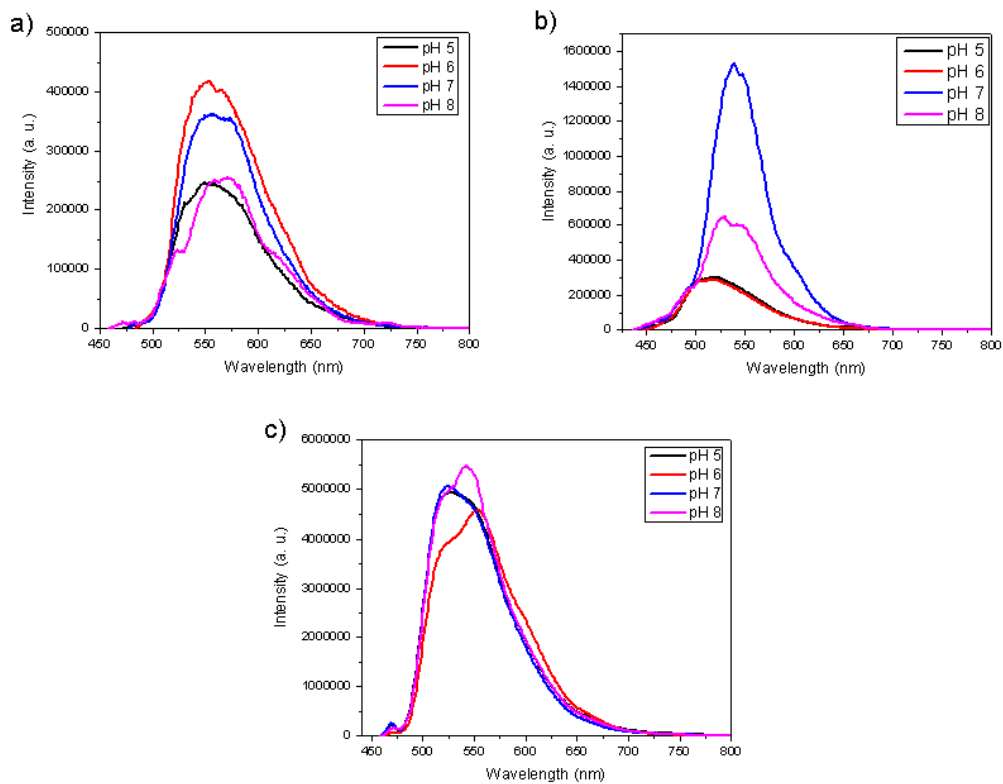 a)
500000
400000
300000
200000
100000
0
450 500 550 600 650 700 750 800
Intensity (a. u.)
Wavelength (nm)
pH 5
pH 6
pH 7
pH 8
b)
1600000
1400000
1200000
1000000
800000
600000
400000
200000
0
450 500 550 600 650 700 750 800
Intensity (a. u.)
Wavelength (nm)
pH 5
pH 6
pH 7
pH 8
c)
6000000
5000000
4000000
3000000
2000000
1000000
0
450 500 550 600 650 700 750 800
Intensity (a. u.)
Wavelength (nm)
pH 5
pH 6
pH 7
pH 8